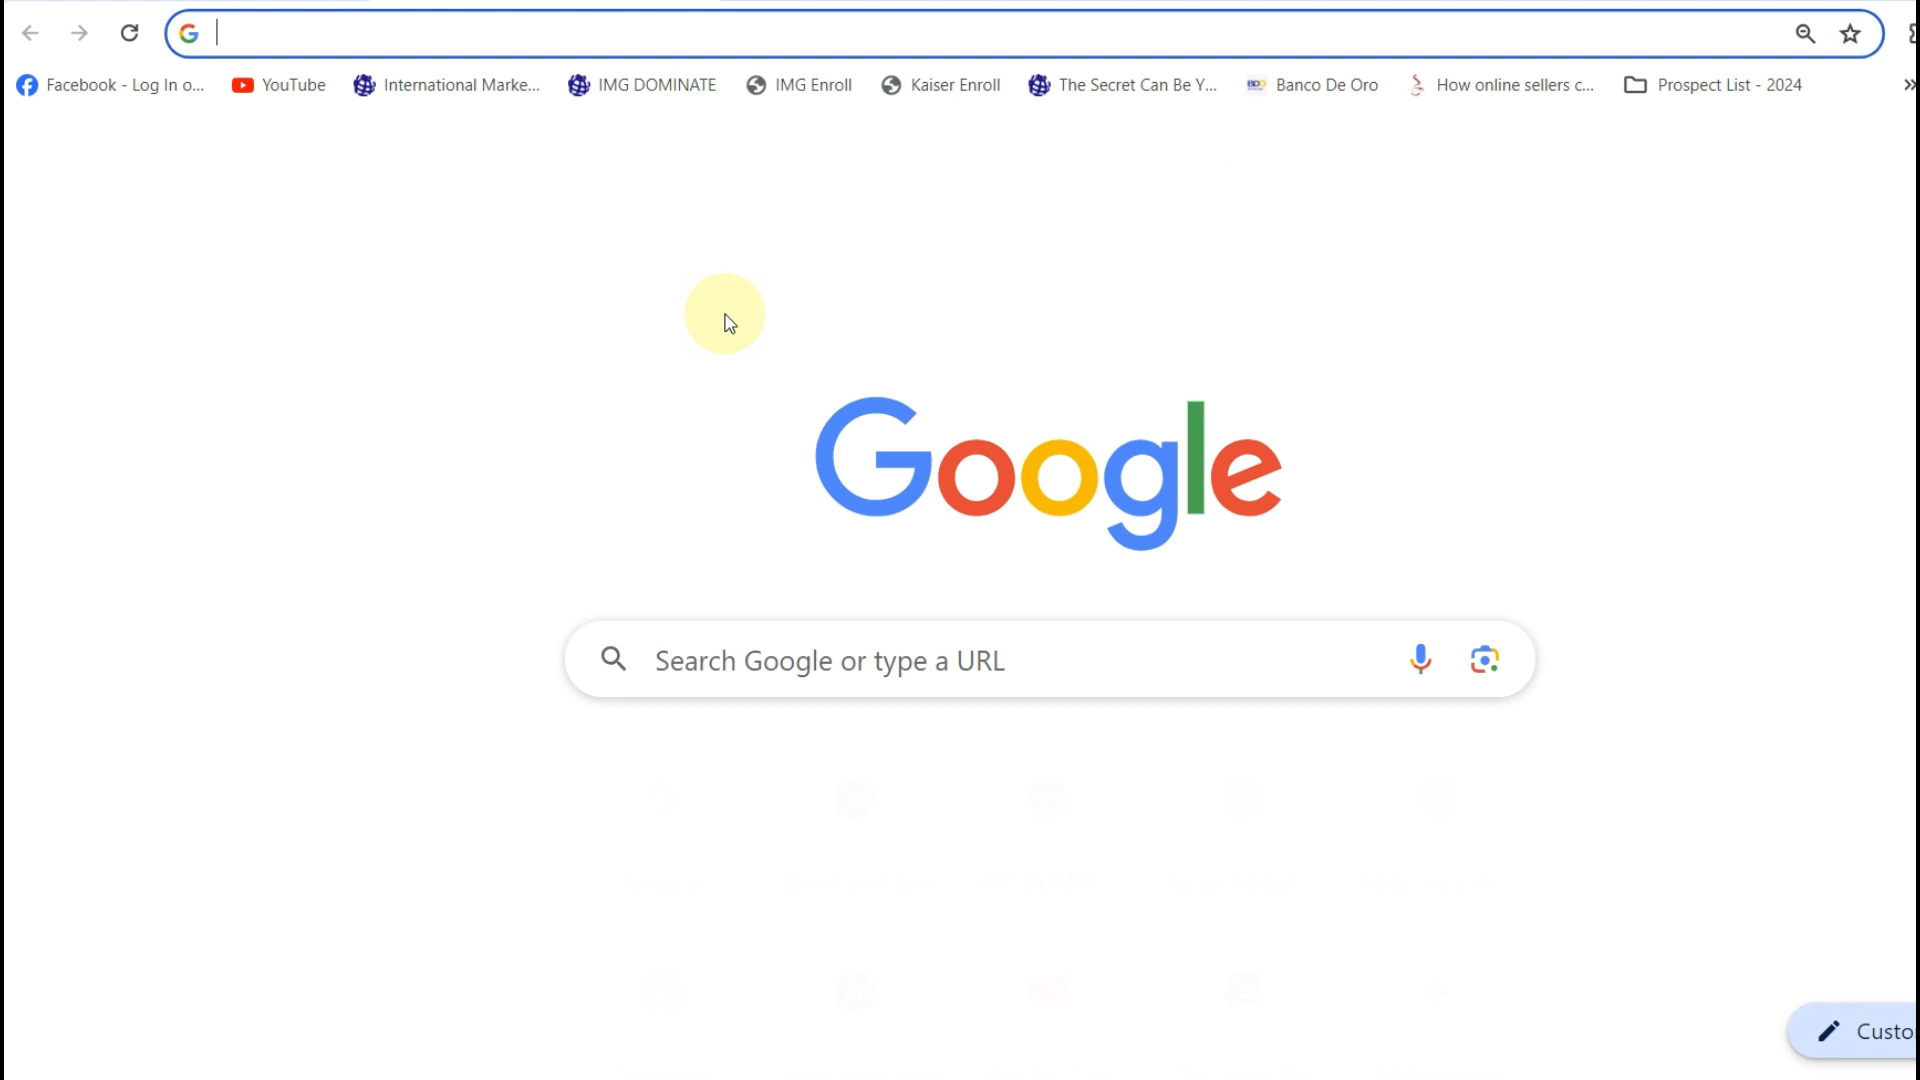 Facebook - Log In o...
YouTube
International Marke...
IMG DOMINATE
IMG Enroll
Kaiser Enroll
The Secret Can Be Y...
BDO
Banco De Oro
How online sellers c...
Prospect List - 2024
Google
Search Google or type a URL
Custo